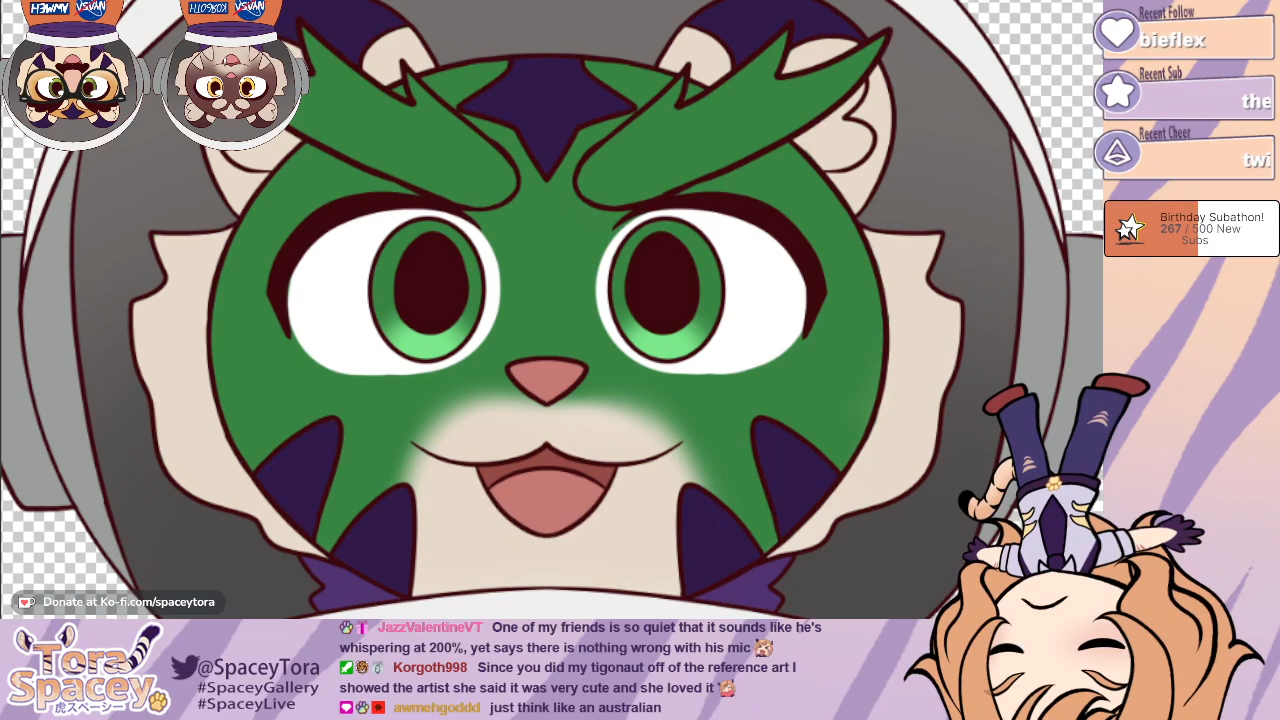 AWMEH
VSVAN
KORGOTH
VSVAN
Recent Follow
bieflex
Recent Sub
the
Recent Cheer
twi
Birthday Subathon!
267 / 500 New
Subs
Donate at Ko-fi.com/spaceytora
Tora
Spacey
虎スペーシー
@SpaceyTora
#SpaceyGallery
#SpaceyLive
JazzValentineVT One of my friends is so quiet that it sounds like he's
whispering at 200%, yet says there is nothing wrong with his mic
Korgoth998 Since you did my tigonaut off of the reference art I
showed the artist she said it was very cute and she loved it
awmehgoddd just think like an australian